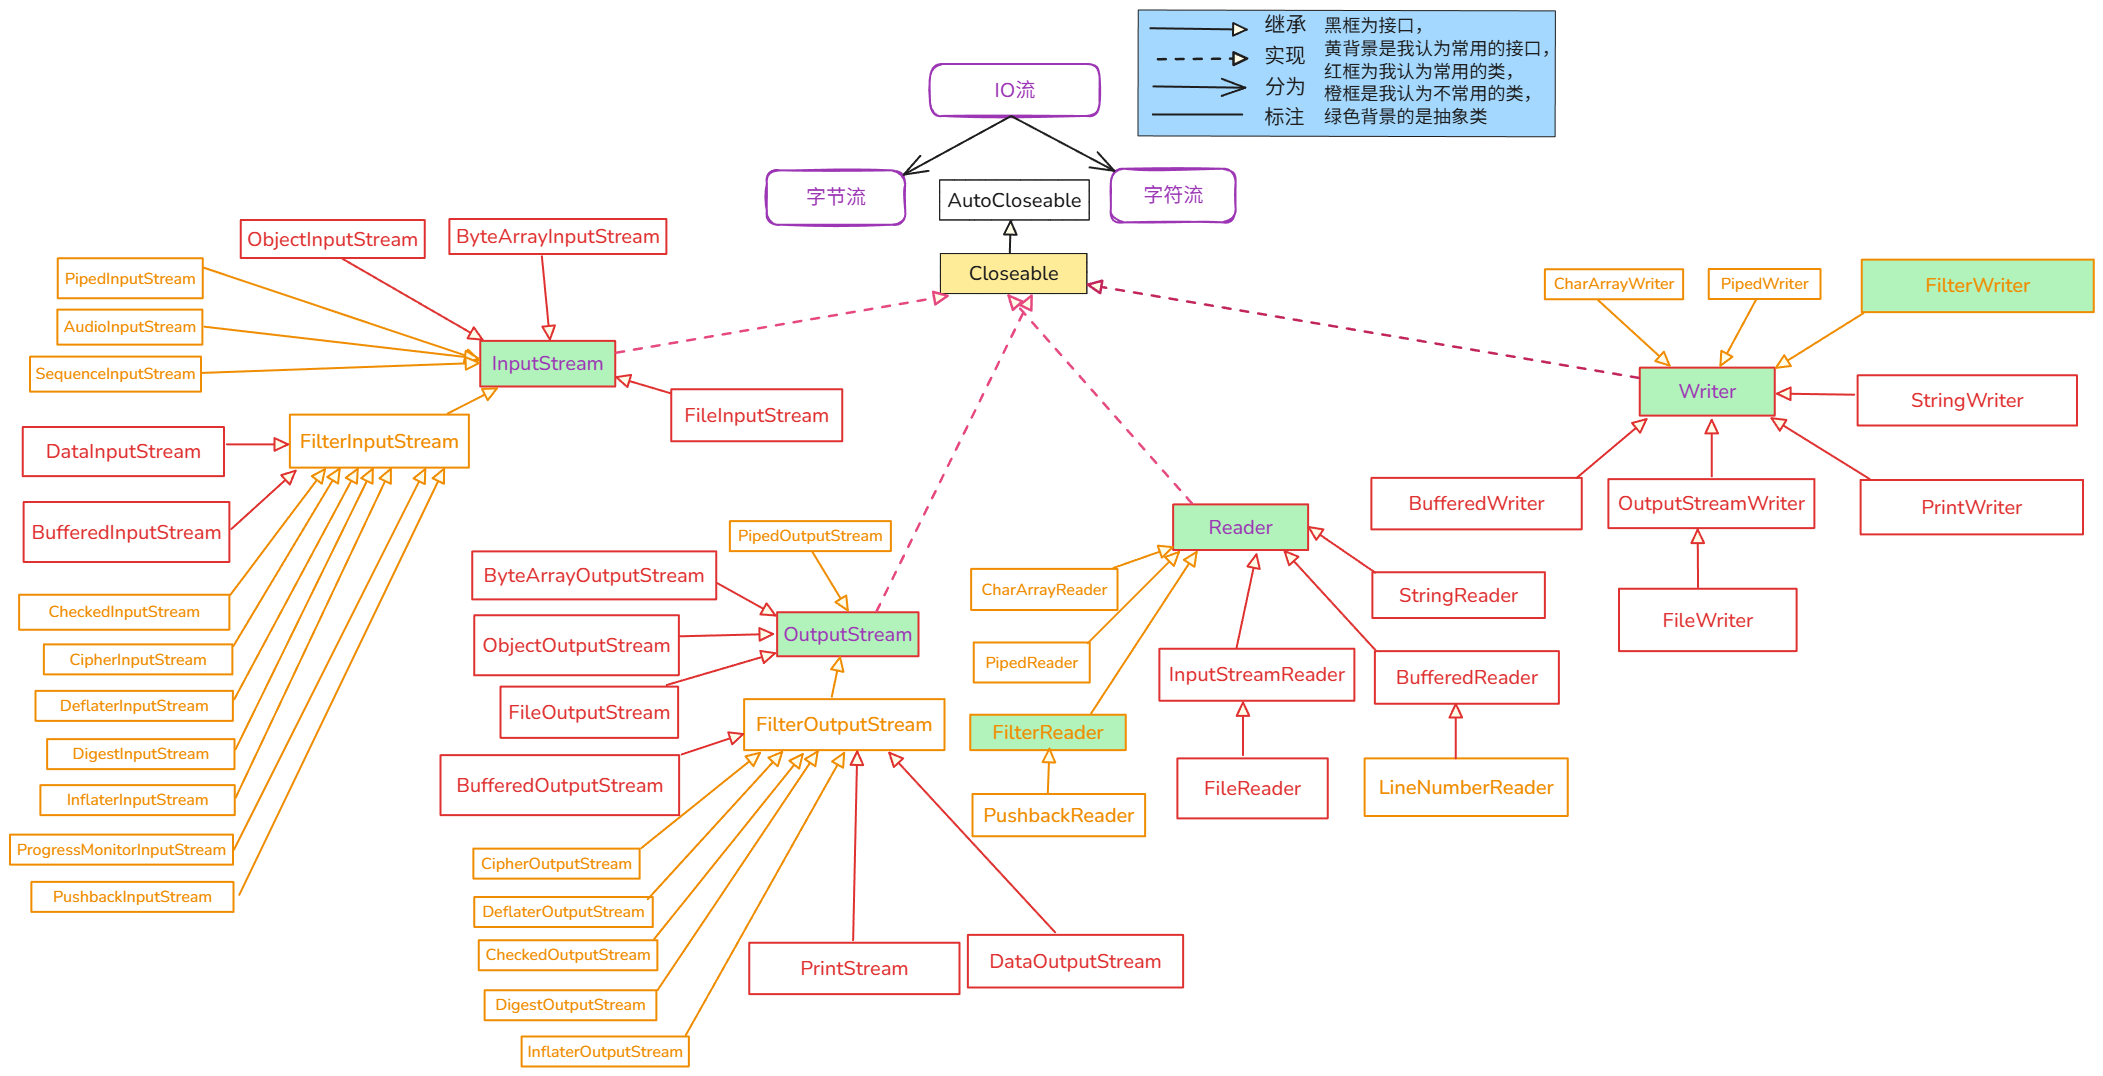 继承
实现
分为
标注
黑框为接口，
黄背景是我认为常用的接口，
红框为我认为常用的类，
橙框是我认为不常用的类，
绿色背景的是抽象类
IO流
字节流
字符流
AutoCloseable
Closeable
ObjectInputStream
ByteArrayInputStream
PipedInputStream
AudioInputStream
SequenceInputStream
InputStream
FileInputStream
FilterInputStream
DataInputStream
BufferedInputStream
CheckedInputStream
CipherInputStream
DeflaterInputStream
DigestInputStream
InflaterInputStream
ProgressMonitorInputStream
PushbackInputStream
PipedOutputStream
ByteArrayOutputStream
ObjectOutputStream
OutputStream
FileOutputStream
FilterOutputStream
BufferedOutputStream
CipherOutputStream
DeflaterOutputStream
CheckedOutputStream
DigestOutputStream
InflaterOutputStream
PrintStream
DataOutputStream
Reader
CharArrayReader
StringReader
PipedReader
InputStreamReader
BufferedReader
FilterReader
PushbackReader
FileReader
LineNumberReader
CharArrayWriter
PipedWriter
FilterWriter
Writer
StringWriter
BufferedWriter
OutputStreamWriter
PrintWriter
FileWriter